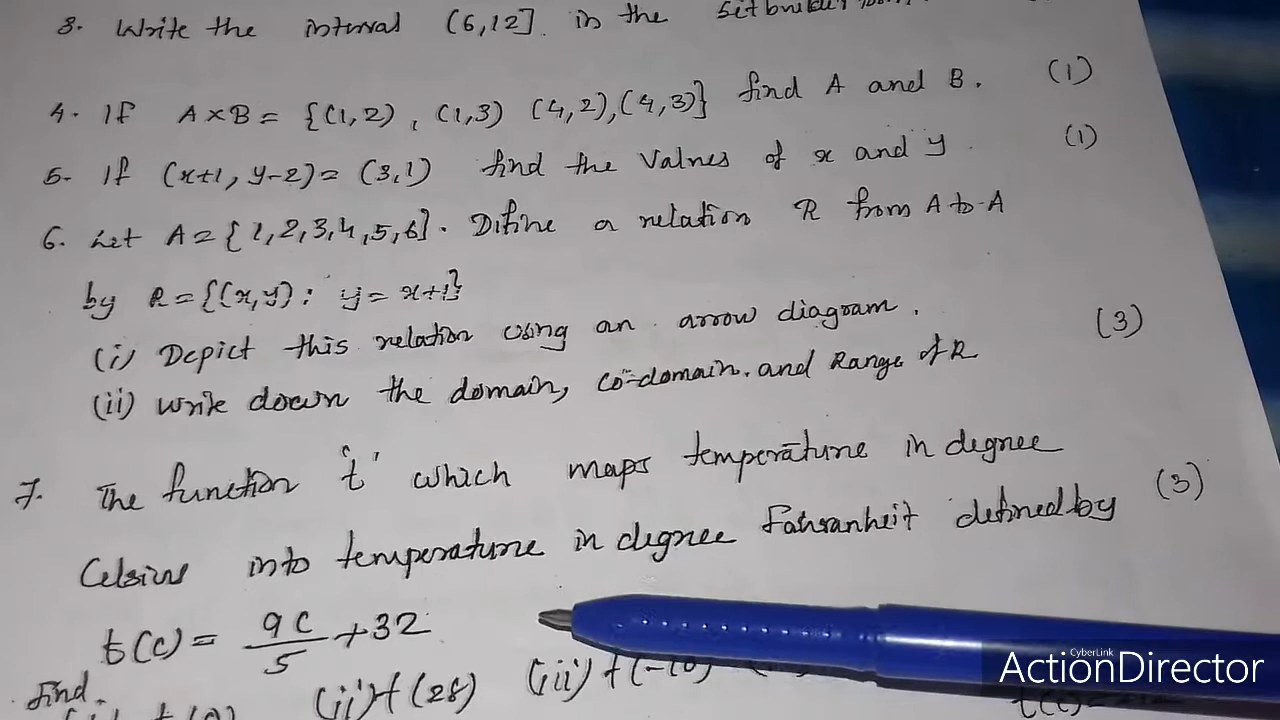 3. Write the interval (6,12] in the
4. If A×B = {(1,2), (1,3) (4,2),(4,3)} find A and B. (1)
5. If (x+1, y-2) = (3,1) find the values of x and y. (1)
6. Let A = {1,2,3,4,5,6}. Difine a relation R from A to A
by R = {(x,y): y = x+1}
(i) Depict this relation using an arrow diagram. (3)
(ii) Write down the domain, co-domain, and Range of R
7. The function 't' which maps temperature in degree
Celsius into temperature in degree Fahranheit defined by (3)
t(c) = 9c/5 + 32
find.
(ii) t(28) (iii) t(-10)
CyberLink
ActionDirector